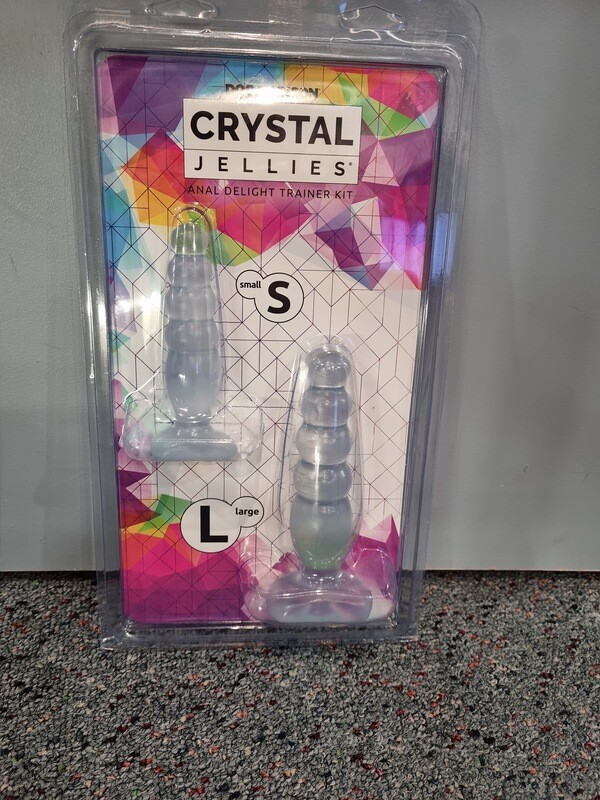 CRYSTAL
JELLIES®
ANAL DELIGHT TRAINER KIT
small S
L large